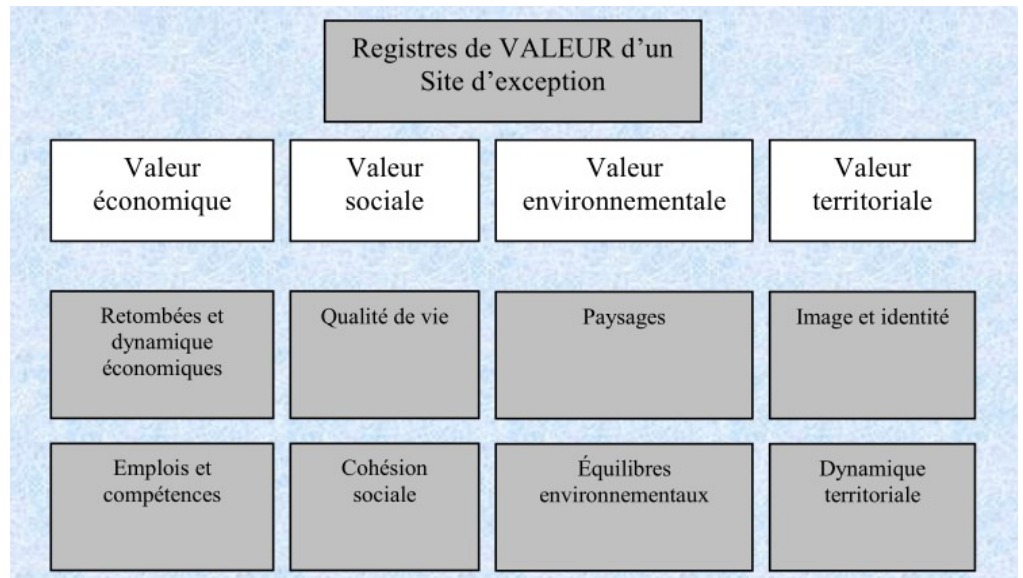 Registres de VALEUR d’un
Site d’exception
Valeur
économique
Valeur
sociale
Valeur
environnementale
Valeur
territoriale
Retombées et
dynamique
économiques
Qualité de vie
Paysages
Image et identité
Emplois et
compétences
Cohésion
sociale
Équilibres
environnementaux
Dynamique
territoriale